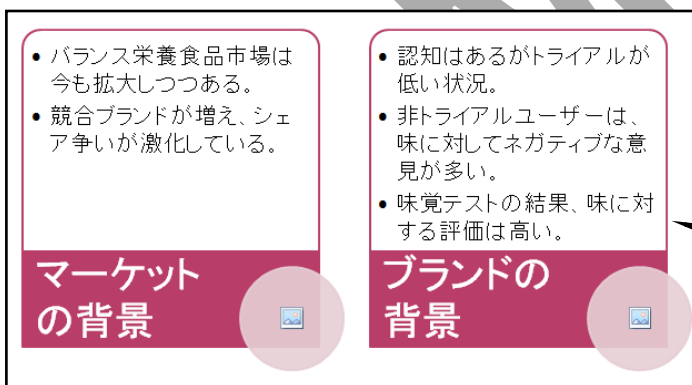 • バランス栄養食品市場は
今も拡大しつつある。
• 競合ブランドが増え、シェ
ア争いが激化している。
マーケット
の背景
• 認知はあるがトライアルが
低い状況。
• 非トライアルユーザーは、
味に対してネガティブな意
見が多い。
• 味覚テストの結果、味に対
する評価は高い。
ブランドの
背景